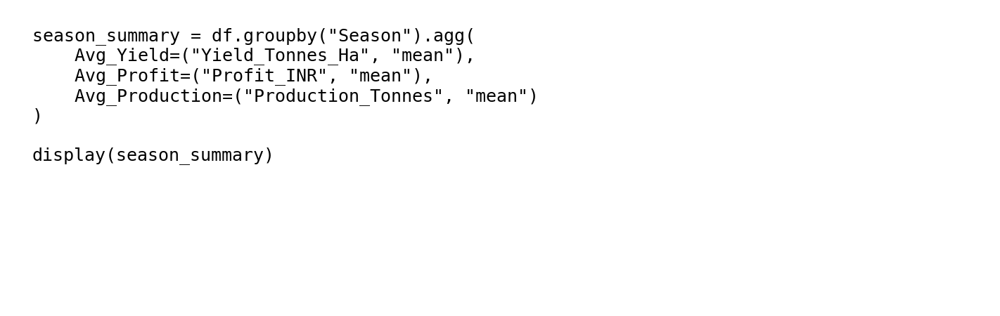 season_summary = df.groupby("Season").agg(
    Avg_Yield=("Yield_Tonnes_Ha", "mean"),
    Avg_Profit=("Profit_INR", "mean"),
    Avg_Production=("Production_Tonnes", "mean")
)

display(season_summary)